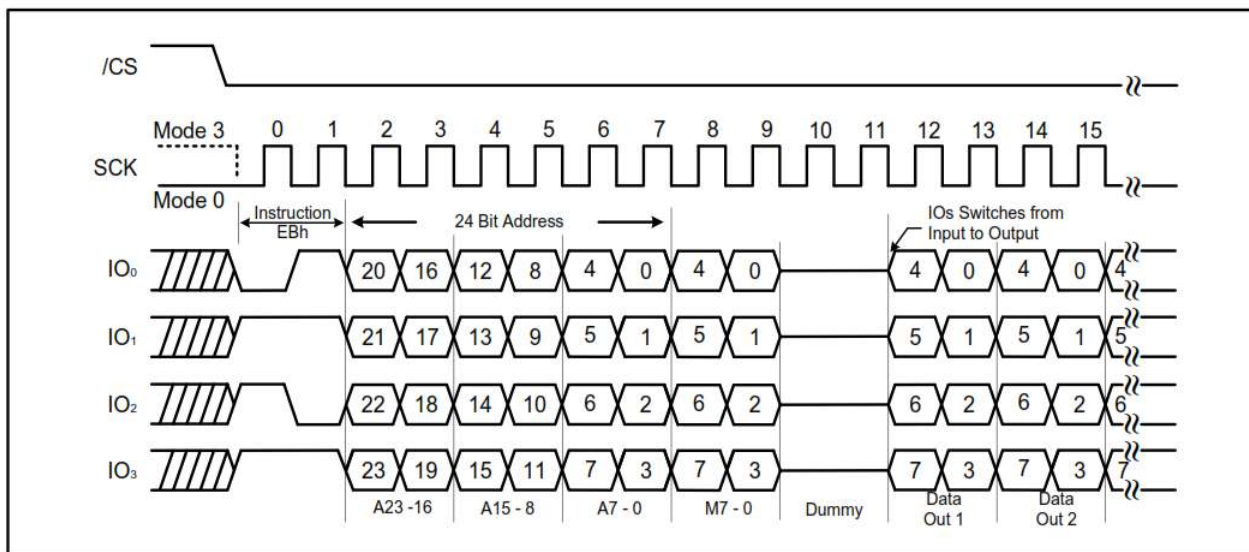 /CS
Mode 3 0 1 2 3 4 5 6 7 8 9 10 11 12 13 14 15
SCK
Mode 0
Instruction
EBh
24 Bit Address
IOs Switches from
Input to Output
IO₀ 20 16 12 8 4 0 4 0 4 0 4 0 4
IO₁ 21 17 13 9 5 1 5 1 5 1 5 1 5
IO₂ 22 18 14 10 6 2 6 2 6 2 6 2 6
IO₃ 23 19 15 11 7 3 7 3 7 3 7 3 7
A23 -16 A15 - 8 A7 - 0 M7 - 0 Dummy
Data
Out 1
Data
Out 2